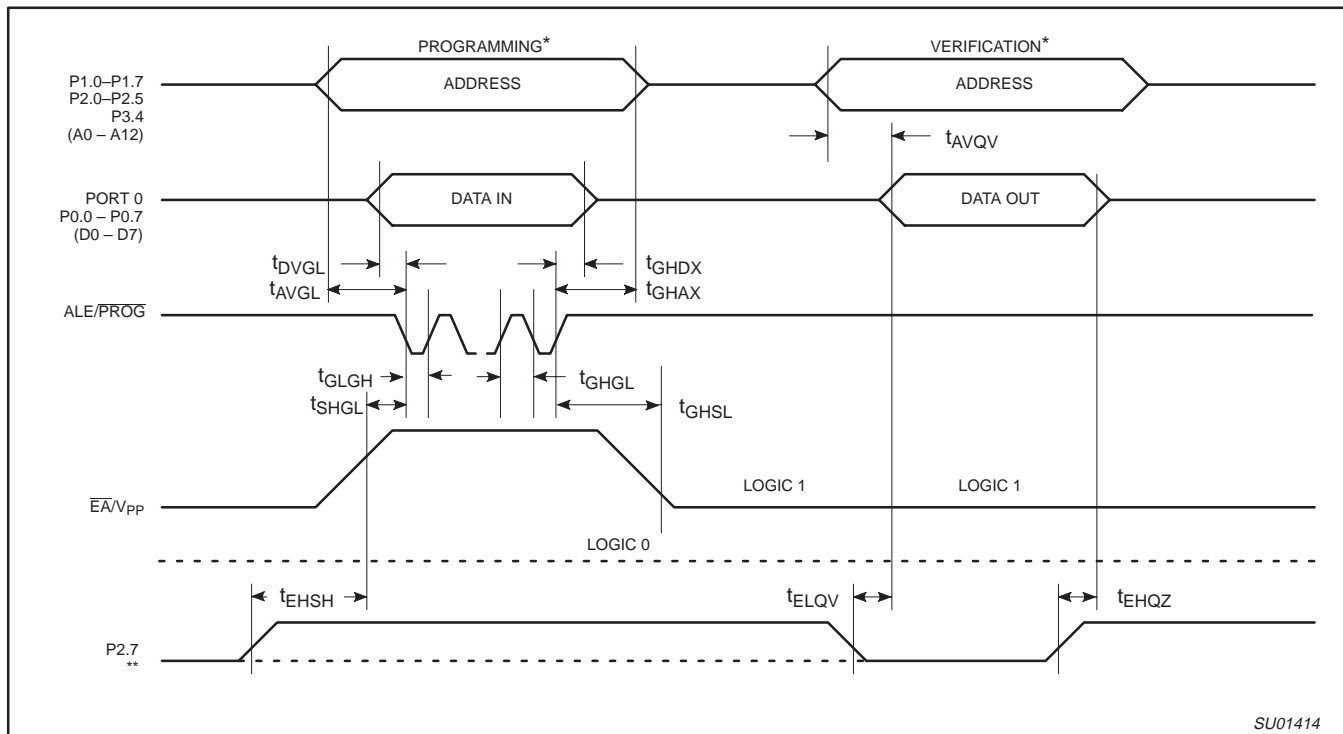 PROGRAMMING*
VERIFICATION*
P1.0–P1.7
P2.0–P2.5
P3.4
(A0 – A12)
ADDRESS
ADDRESS
tAVQV
PORT 0
P0.0 – P0.7
(D0 – D7)
DATA IN
DATA OUT
tDVGL
tGHDX
tAVGL
tGHAX
ALE/PROG
tGLGH
tGHGL
tSHGL
tGHSL
EA/VPP
LOGIC 1
LOGIC 1
LOGIC 0
tEHSH
tELQV
tEHQZ
P2.7
**
SU01414